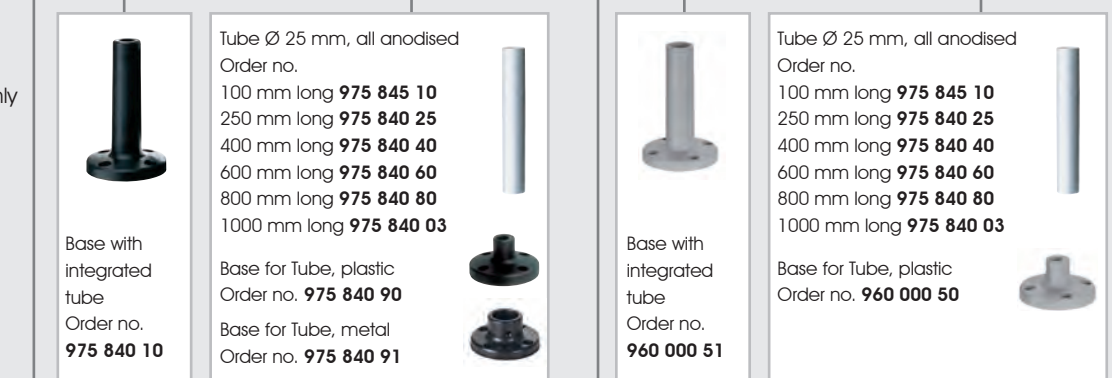 Base with
integrated
tube
Order no.
975 840 10
Tube Ø 25 mm, all anodised
Order no.
100 mm long 975 845 10
250 mm long 975 840 25
400 mm long 975 840 40
600 mm long 975 840 60
800 mm long 975 840 80
1000 mm long 975 840 03
Base for Tube, plastic
Order no. 975 840 90
Base for Tube, metal
Order no. 975 840 91
Base with
integrated
tube
Order no.
960 000 51
Tube Ø 25 mm, all anodised
Order no.
100 mm long 975 845 10
250 mm long 975 840 25
400 mm long 975 840 40
600 mm long 975 840 60
800 mm long 975 840 80
1000 mm long 975 840 03
Base for Tube, plastic
Order no. 960 000 50